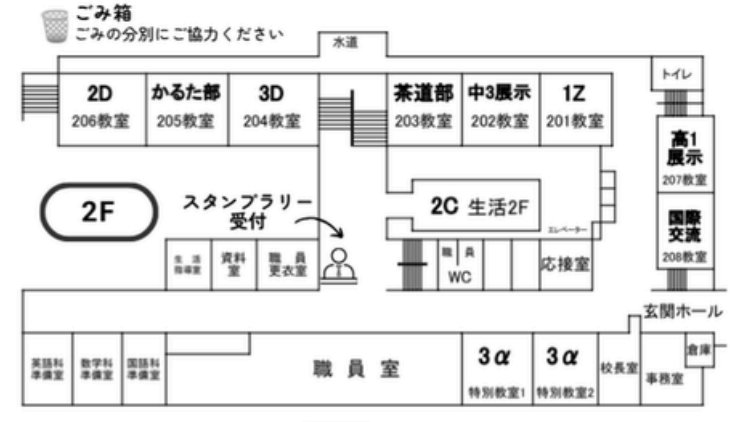 ごみ箱
ごみの分別にご協力ください
水道
トイレ
2D
206教室
かるた部
205教室
3D
204教室
茶道部
203教室
中3展示
202教室
1Z
201教室
高1
展示
207教室
国際
交流
208教室
2F
スタンプラリー
受付
2C 生活2F
エレベーター
生活
指導室
資料
室
職員
更衣室
職員
WC
応接室
玄関ホール
英語科
準備室
数学科
準備室
国語科
準備室
職員室
3α
特別教室1
3α
特別教室2
校長室
事務室
倉庫